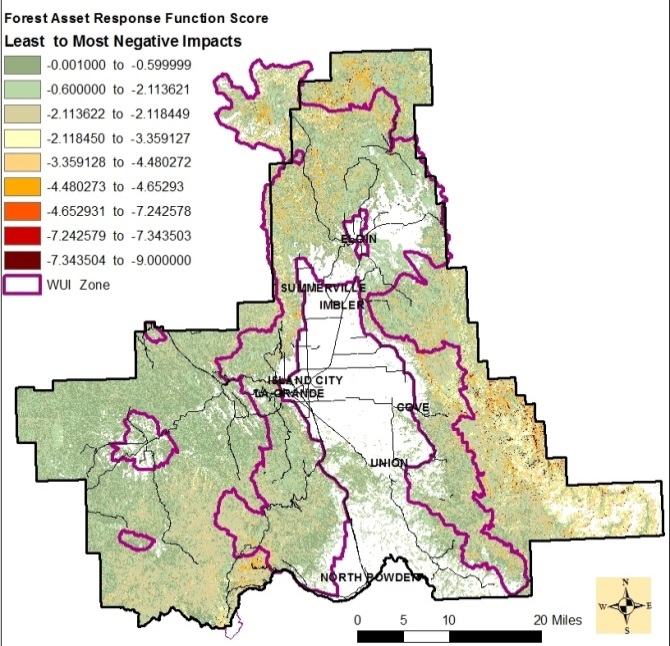 Forest Asset Response Function Score
Least to Most Negative Impacts
-0.001000 to -0.599999
-0.600000 to -2.113621
-2.113622 to -2.118449
-2.118450 to -3.359127
-3.359128 to -4.480272
-4.480273 to -4.65293
-4.652931 to -7.242578
-7.242579 to -7.343503
-7.343504 to -9.000000
WUI Zone
ELGIN
SUMMERVILLE
IMBLER
ISLAND CITY
LA GRANDE
COVE
UNION
NORTH POWDER
N
W E
S
0 5 10 20 Miles